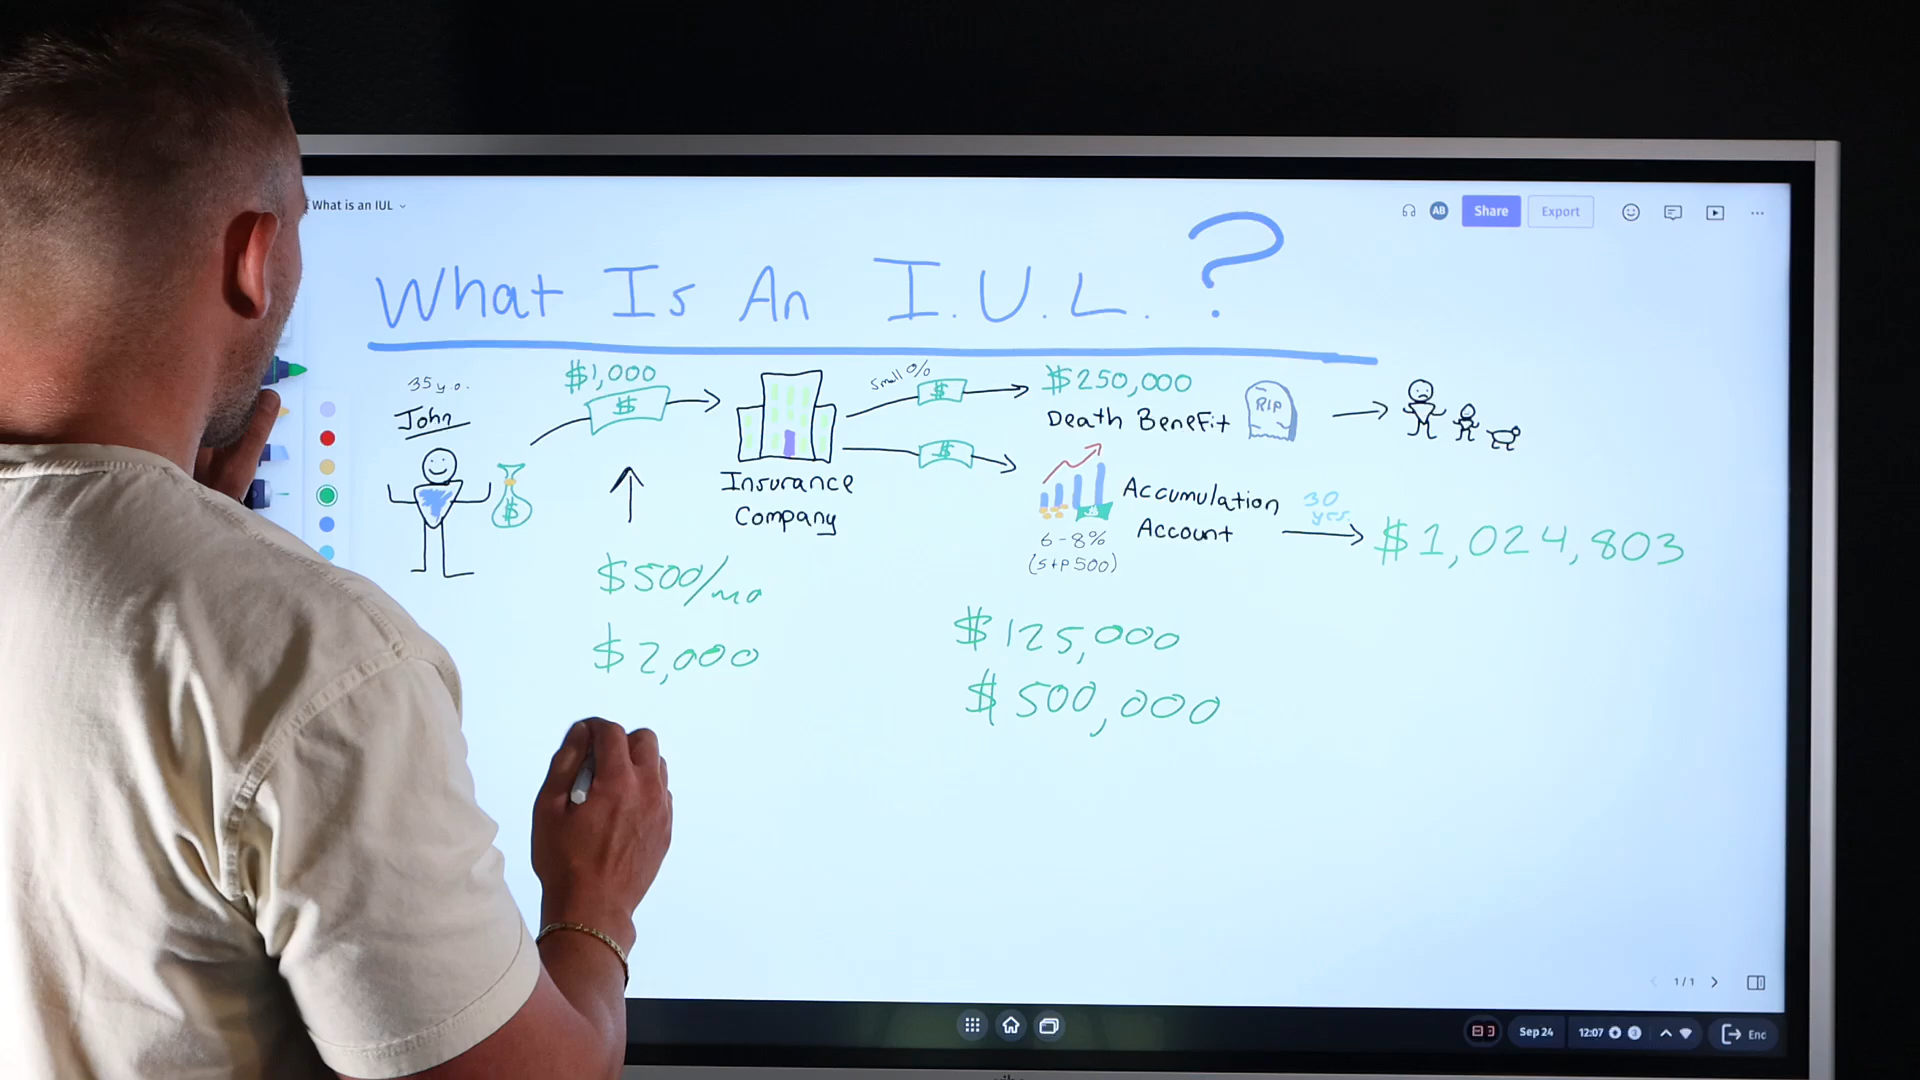 What is an IUL
AB
Share
Export
What Is An I.U.L. ?
35 y.o.
John
$
$1,000
$
Insurance
Company
Small %
$
$
$250,000
Death Benefit
RIP
Accumulation
Account
6-8%
(S+P 500)
30
yrs.
$1,024,803
$500/mo
$2,000
$125,000
$500,000
1/1
Sep 24
12:07
End